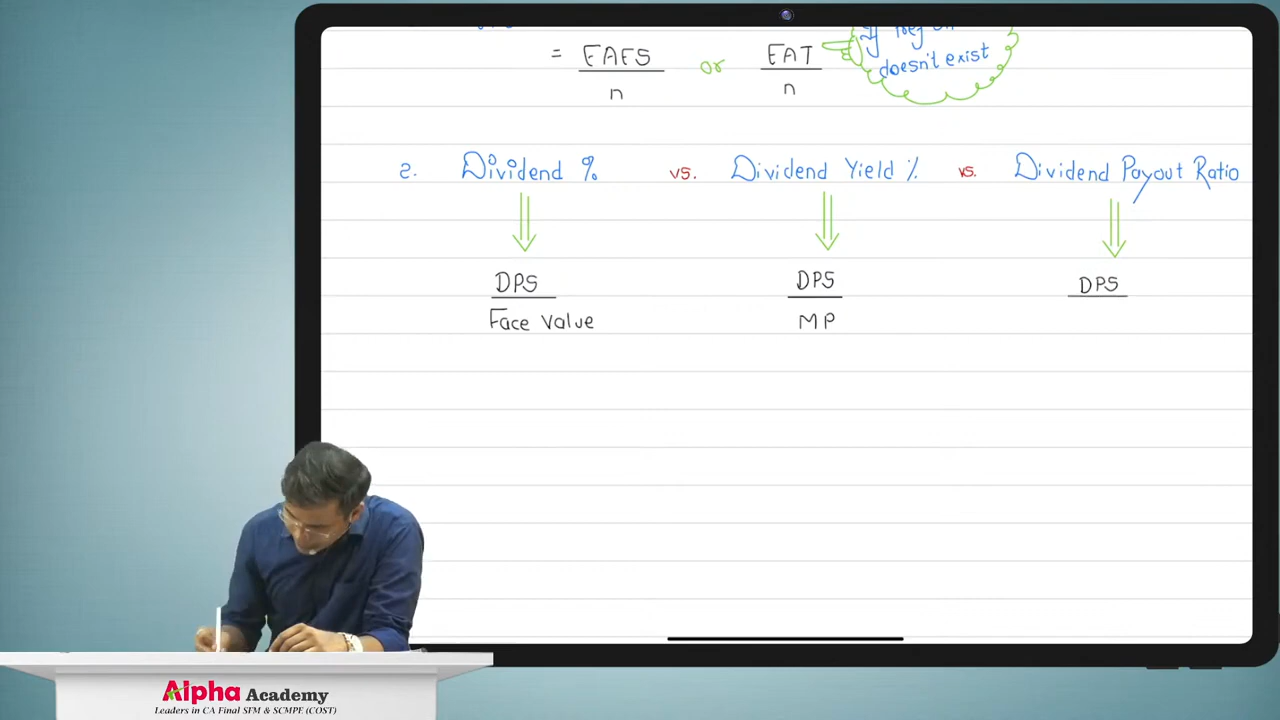 = EAES / n or EAT / n
doesn't exist
2. Dividend % vs. Dividend Yield % vs. Dividend Payout Ratio
DPS DPS DPS
Face Value MP
Alpha Academy
Leaders in CA Final SFM & SCMPE (COST)